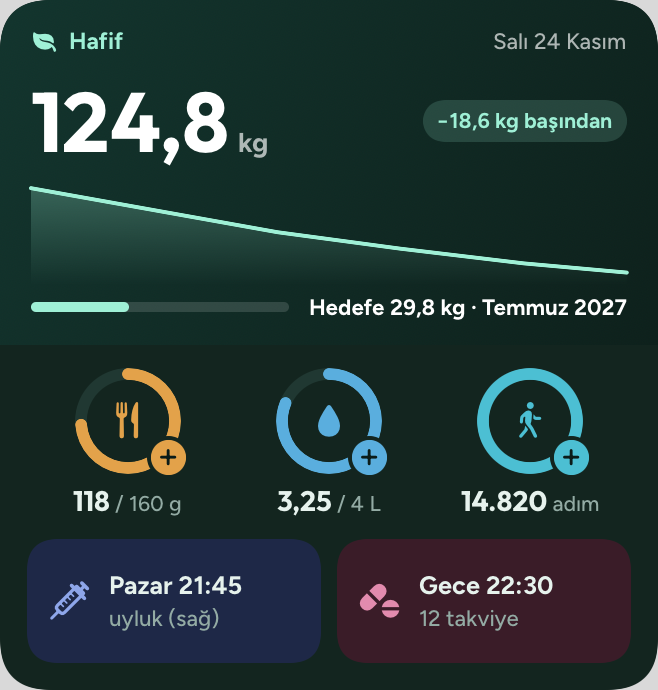 Hafif
Salı 24 Kasım
124,8 kg
−18,6 kg başından
Hedefe 29,8 kg · Temmuz 2027
118 / 160 g
3,25 / 4 L
14.820 adım
Pazar 21:45
uyluk (sağ)
Gece 22:30
12 takviye